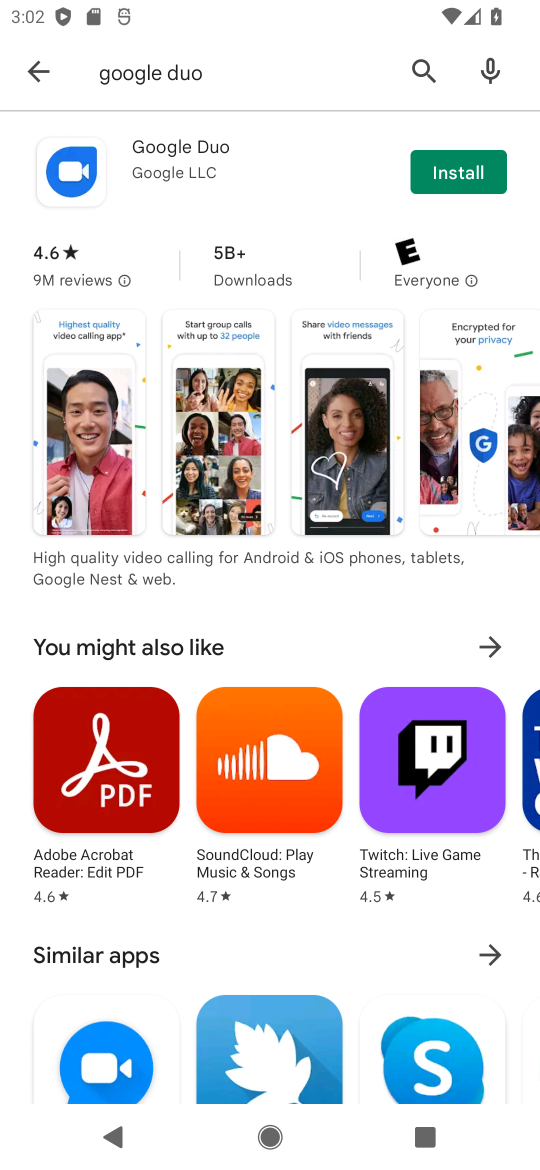 3:02
google duo
Google Duo
Google LLC
Install
4.6★
9M reviews
5B+
Downloads
E
Everyone
Highest quality
video calling app*
Start group calls
with up to 32 people
Share video messages
with friends
Encrypted for
your privacy
G
High quality video calling for Android & iOS phones, tablets,
Google Nest & web.
You might also like
PDF
Adobe Acrobat
Reader: Edit PDF
4.6★
SoundCloud: Play
Music & Songs
4.7★
Twitch: Live Game
Streaming
4.5★
Th
- R
4.6
Similar apps
S